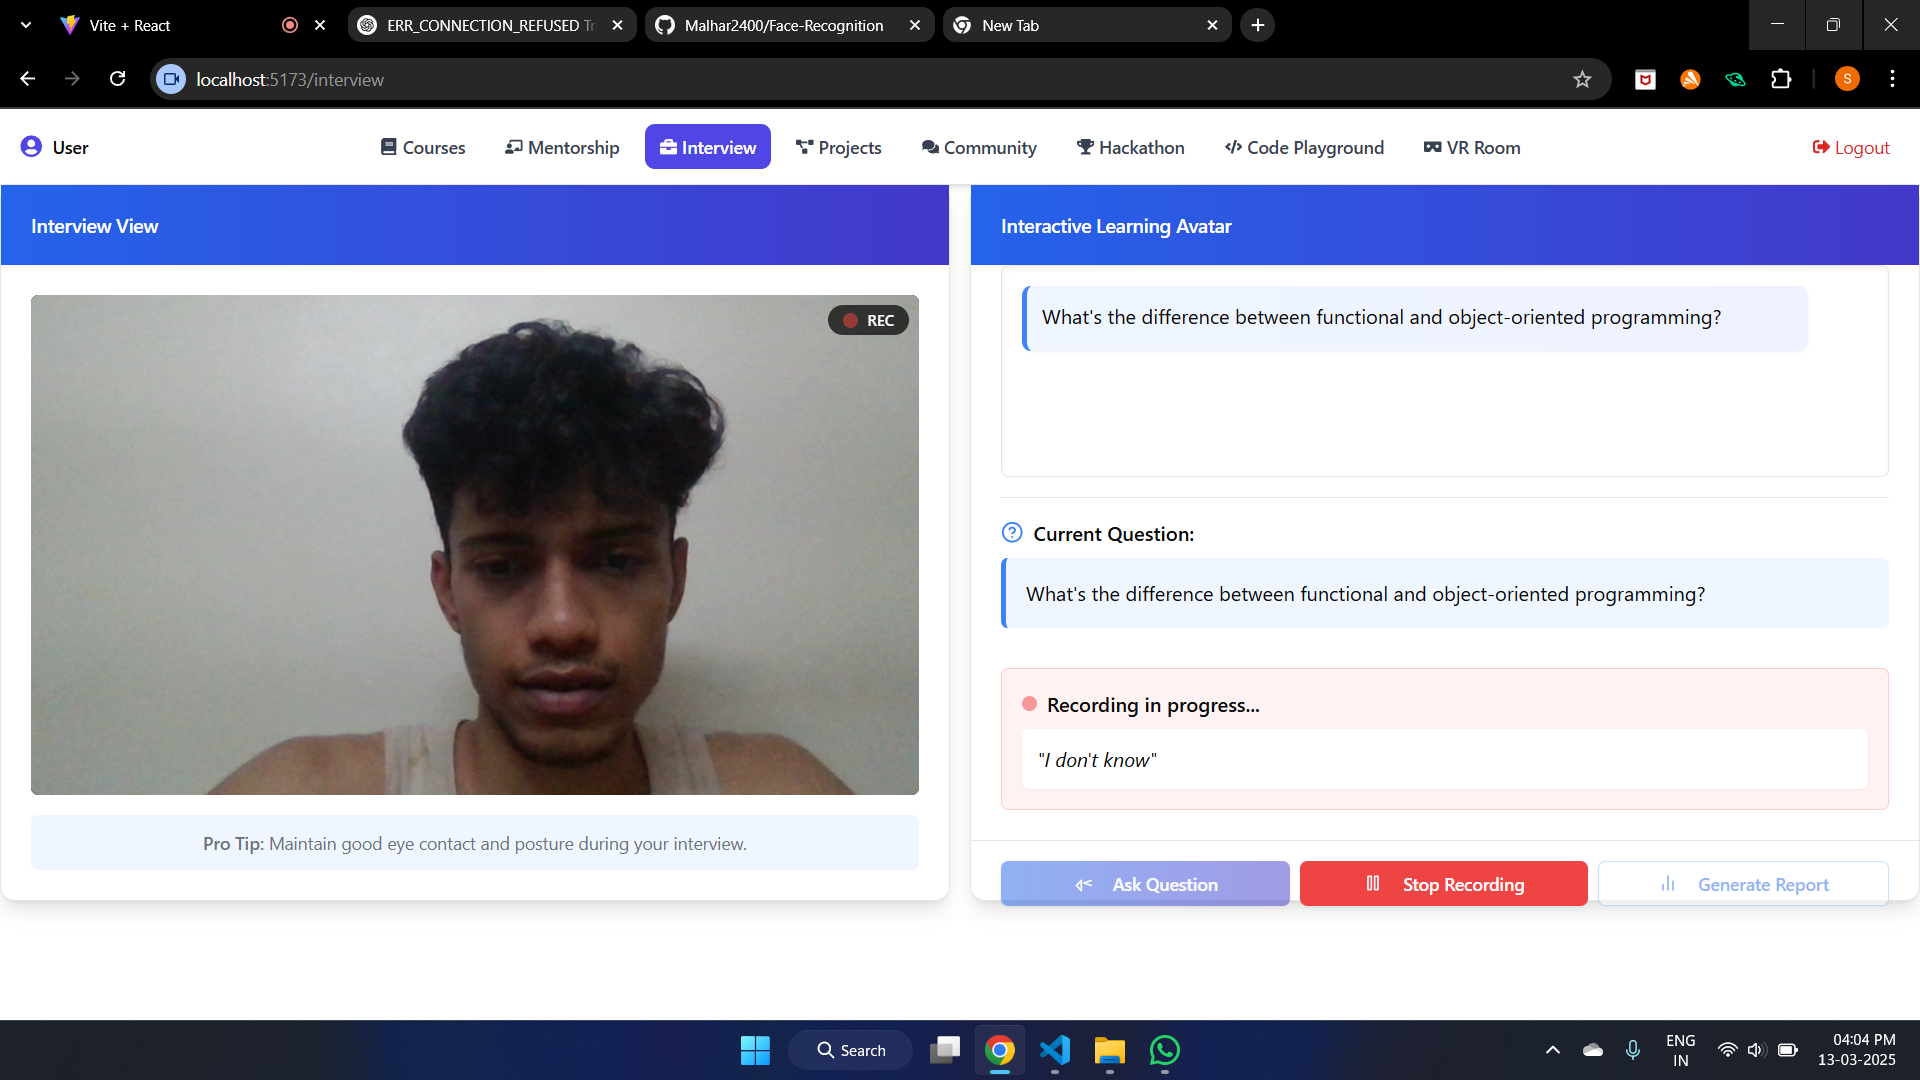 Vite + React
ERR_CONNECTION_REFUSED
Malhar2400/Face-Recognition
New Tab
localhost:5173/interview
S
User
Courses
Mentorship
Interview
Projects
Community
Hackathon
Code Playground
VR Room
Logout
Interview View
REC
Pro Tip: Maintain good eye contact and posture during your interview.
Interactive Learning Avatar
What's the difference between functional and object-oriented programming?
Current Question:
What's the difference between functional and object-oriented programming?
Recording in progress...
"I don't know"
Ask Question
Stop Recording
Generate Report
Search
ENG
IN
04:04 PM
13-03-2025